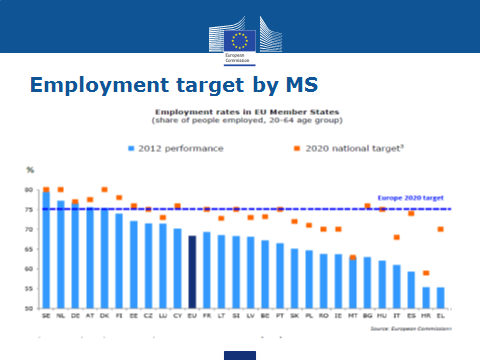 European
Commission
Employment target by MS
Employment rates in EU Member States
(share of people employed, 20-64 age group)
2012 performance
2020 national target³
%
Europe 2020 target
80
75
70
65
60
55
50
SE NL DE AT DK FI EE CZ LU CY EU FR LT SI LV BE PT SK PL RO IE MT BG HU IT ES HR EL
Source: European Commission